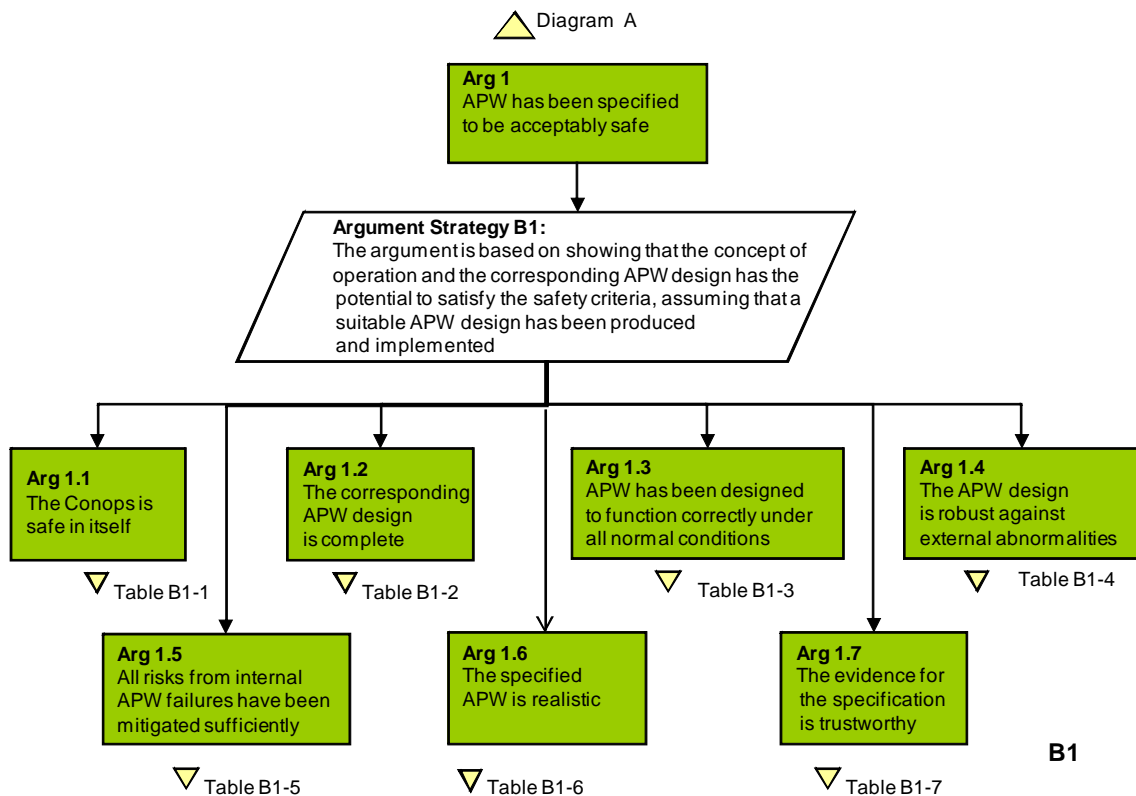 Diagram A
Arg 1
APW has been specified
to be acceptably safe
Argument Strategy B1:
The argument is based on showing that the concept of
operation and the corresponding APW design has the
potential to satisfy the safety criteria, assuming that a
suitable APW design has been produced
and implemented
Arg 1.1
The Conops is
safe in itself
Table B1-1
Arg 1.2
The corresponding
APW design
is complete
Table B1-2
Arg 1.3
APW has been designed
to function correctly under
all normal conditions
Table B1-3
Arg 1.4
The APW design
is robust against
external abnormalities
Table B1-4
Arg 1.5
All risks from internal
APW failures have been
mitigated sufficiently
Table B1-5
Arg 1.6
The specified
APW is realistic
Table B1-6
Arg 1.7
The evidence for
the specification
is trustworthy
Table B1-7
B1